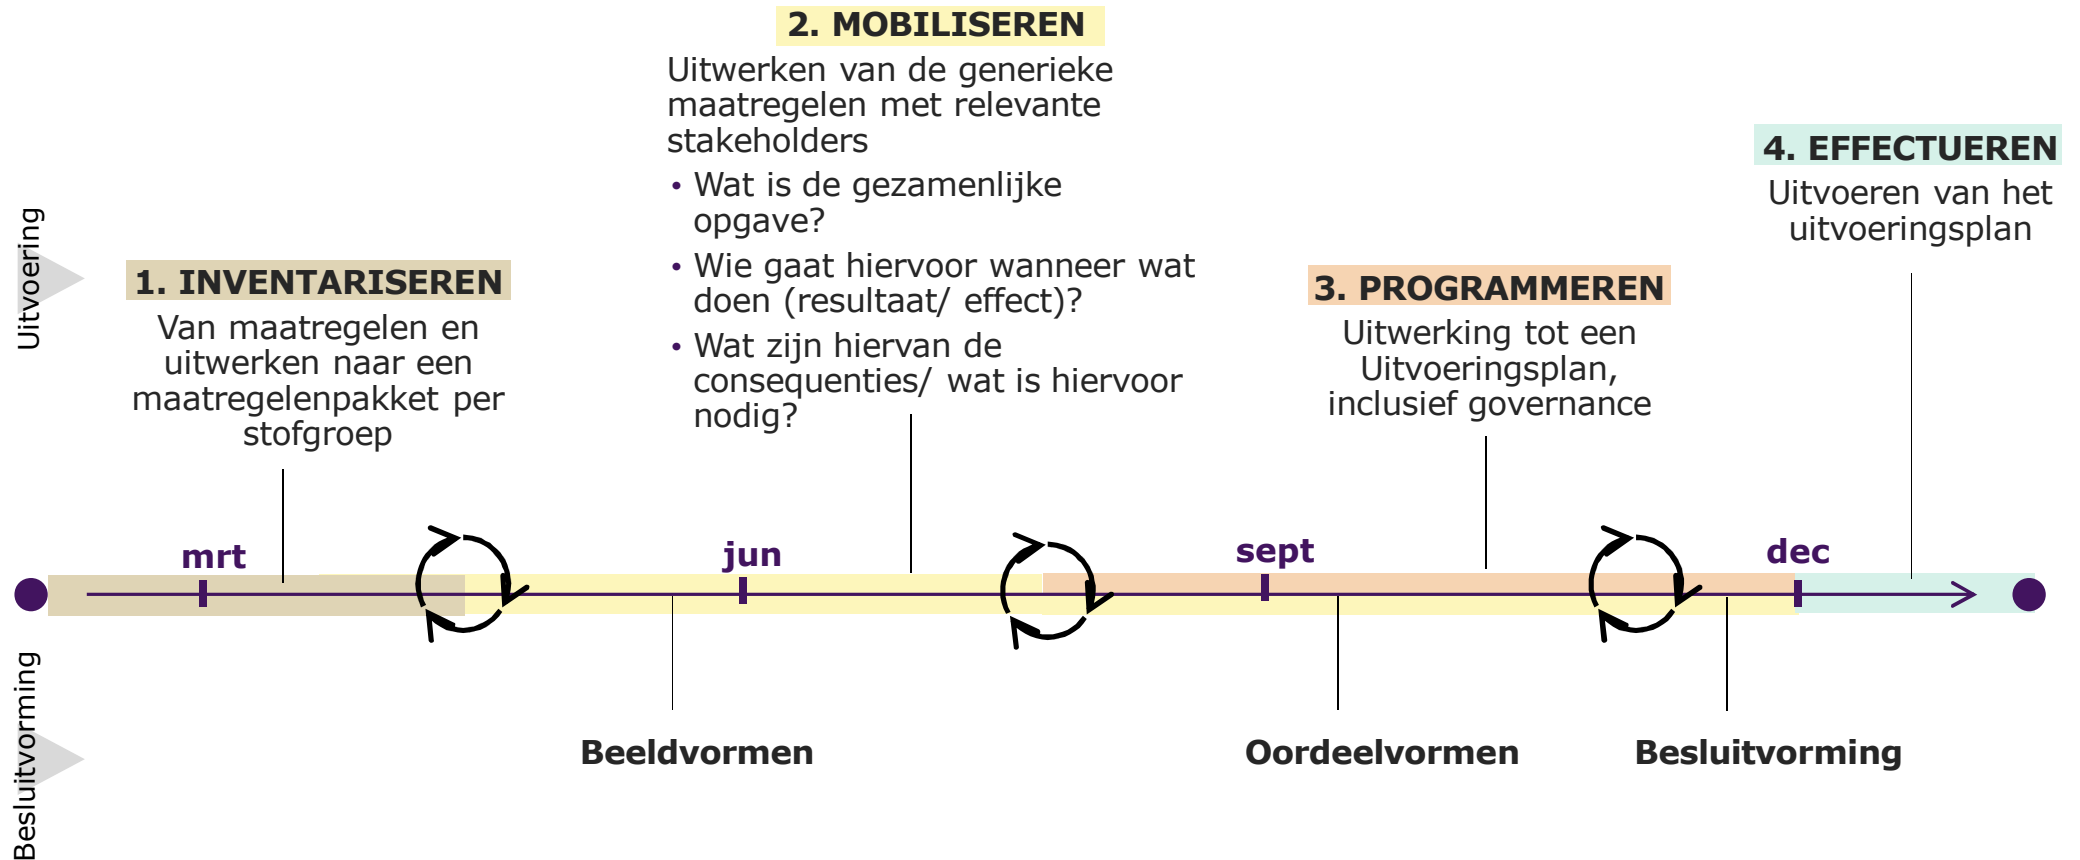 Uitvoering
1. INVENTARISEREN
Van maatregelen en
uitwerken naar een
maatregelenpakket per
stofgroep
2. MOBILISEREN
Uitwerken van de generieke
maatregelen met relevante
stakeholders
• Wat is de gezamenlijke
opgave?
• Wie gaat hiervoor wanneer wat
doen (resultaat/ effect)?
• Wat zijn hiervan de
consequenties/ wat is hiervoor
nodig?
3. PROGRAMMEREN
Uitwerking tot een
Uitvoeringsplan,
inclusief governance
4. EFFECTUEREN
Uitvoeren van het
uitvoeringsplan
mrt
jun
sept
dec
Besluitvorming
Beeldvormen
Oordeelvormen
Besluitvorming